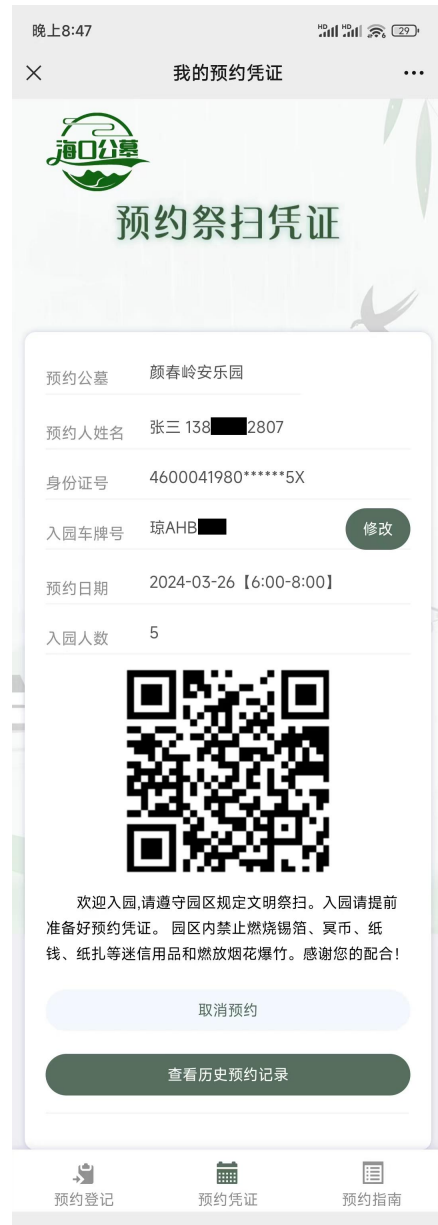 晚上8:47
HD HD 29
我的预约凭证
海口公墓
预约祭扫凭证
预约公墓 颜春岭安乐园
预约人姓名 张三 138 2807
身份证号 4600041980******5X
入园车牌号 琼AHB 修改
预约日期 2024-03-26【6:00-8:00】
入园人数 5
欢迎入园,请遵守园区规定文明祭扫。入园请提前
准备好预约凭证。 园区内禁止燃烧锡箔、冥币、纸
钱、纸扎等迷信用品和燃放烟花爆竹。感谢您的配合!
取消预约
查看历史预约记录
预约登记 预约凭证 预约指南